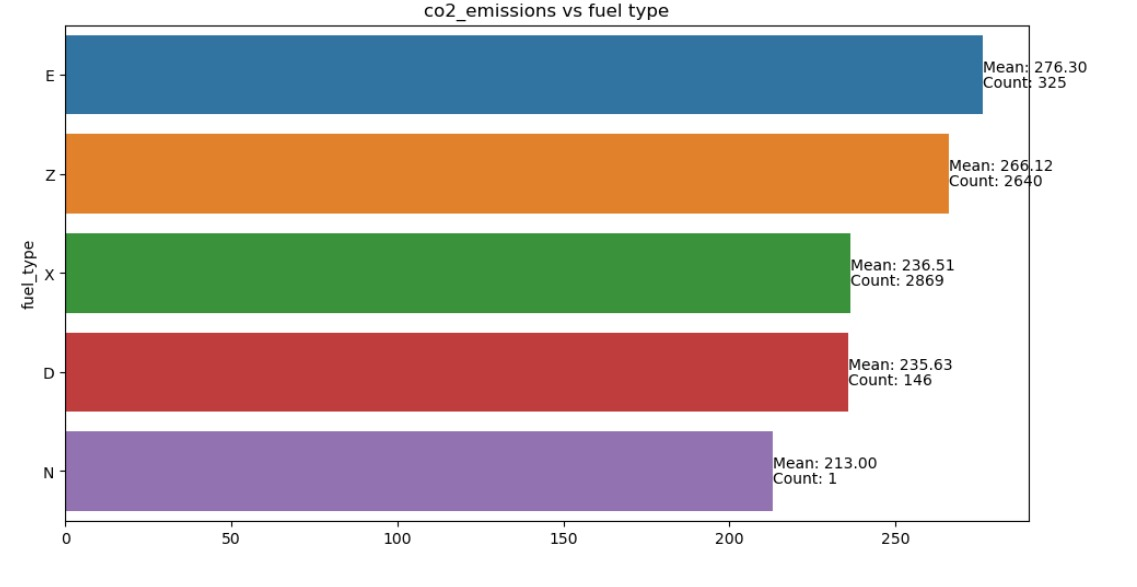 co2_emissions vs fuel type
E
Mean: 276.30
Count: 325
Z
Mean: 266.12
Count: 2640
X
Mean: 236.51
Count: 2869
D
Mean: 235.63
Count: 146
N
Mean: 213.00
Count: 1
fuel_type
0 50 100 150 200 250